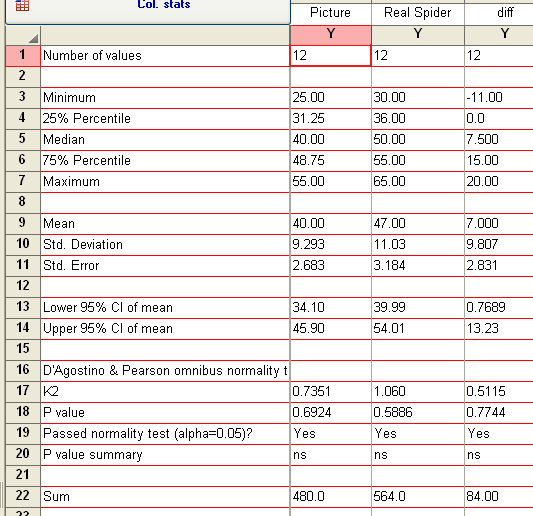 Col. stats
Picture Real Spider diff
Y Y Y
1 Number of values 12 12 12
2
3 Minimum 25.00 30.00 -11.00
4 25% Percentile 31.25 36.00 0.0
5 Median 40.00 50.00 7.500
6 75% Percentile 48.75 55.00 15.00
7 Maximum 55.00 65.00 20.00
8
9 Mean 40.00 47.00 7.000
10 Std. Deviation 9.293 11.03 9.807
11 Std. Error 2.683 3.184 2.831
12
13 Lower 95% CI of mean 34.10 39.99 0.7689
14 Upper 95% CI of mean 45.90 54.01 13.23
15
16 D'Agostino & Pearson omnibus normality t
17 K2 0.7351 1.060 0.5115
18 P value 0.6924 0.5886 0.7744
19 Passed normality test (alpha=0.05)? Yes Yes Yes
20 P value summary ns ns ns
21
22 Sum 480.0 564.0 84.00
23